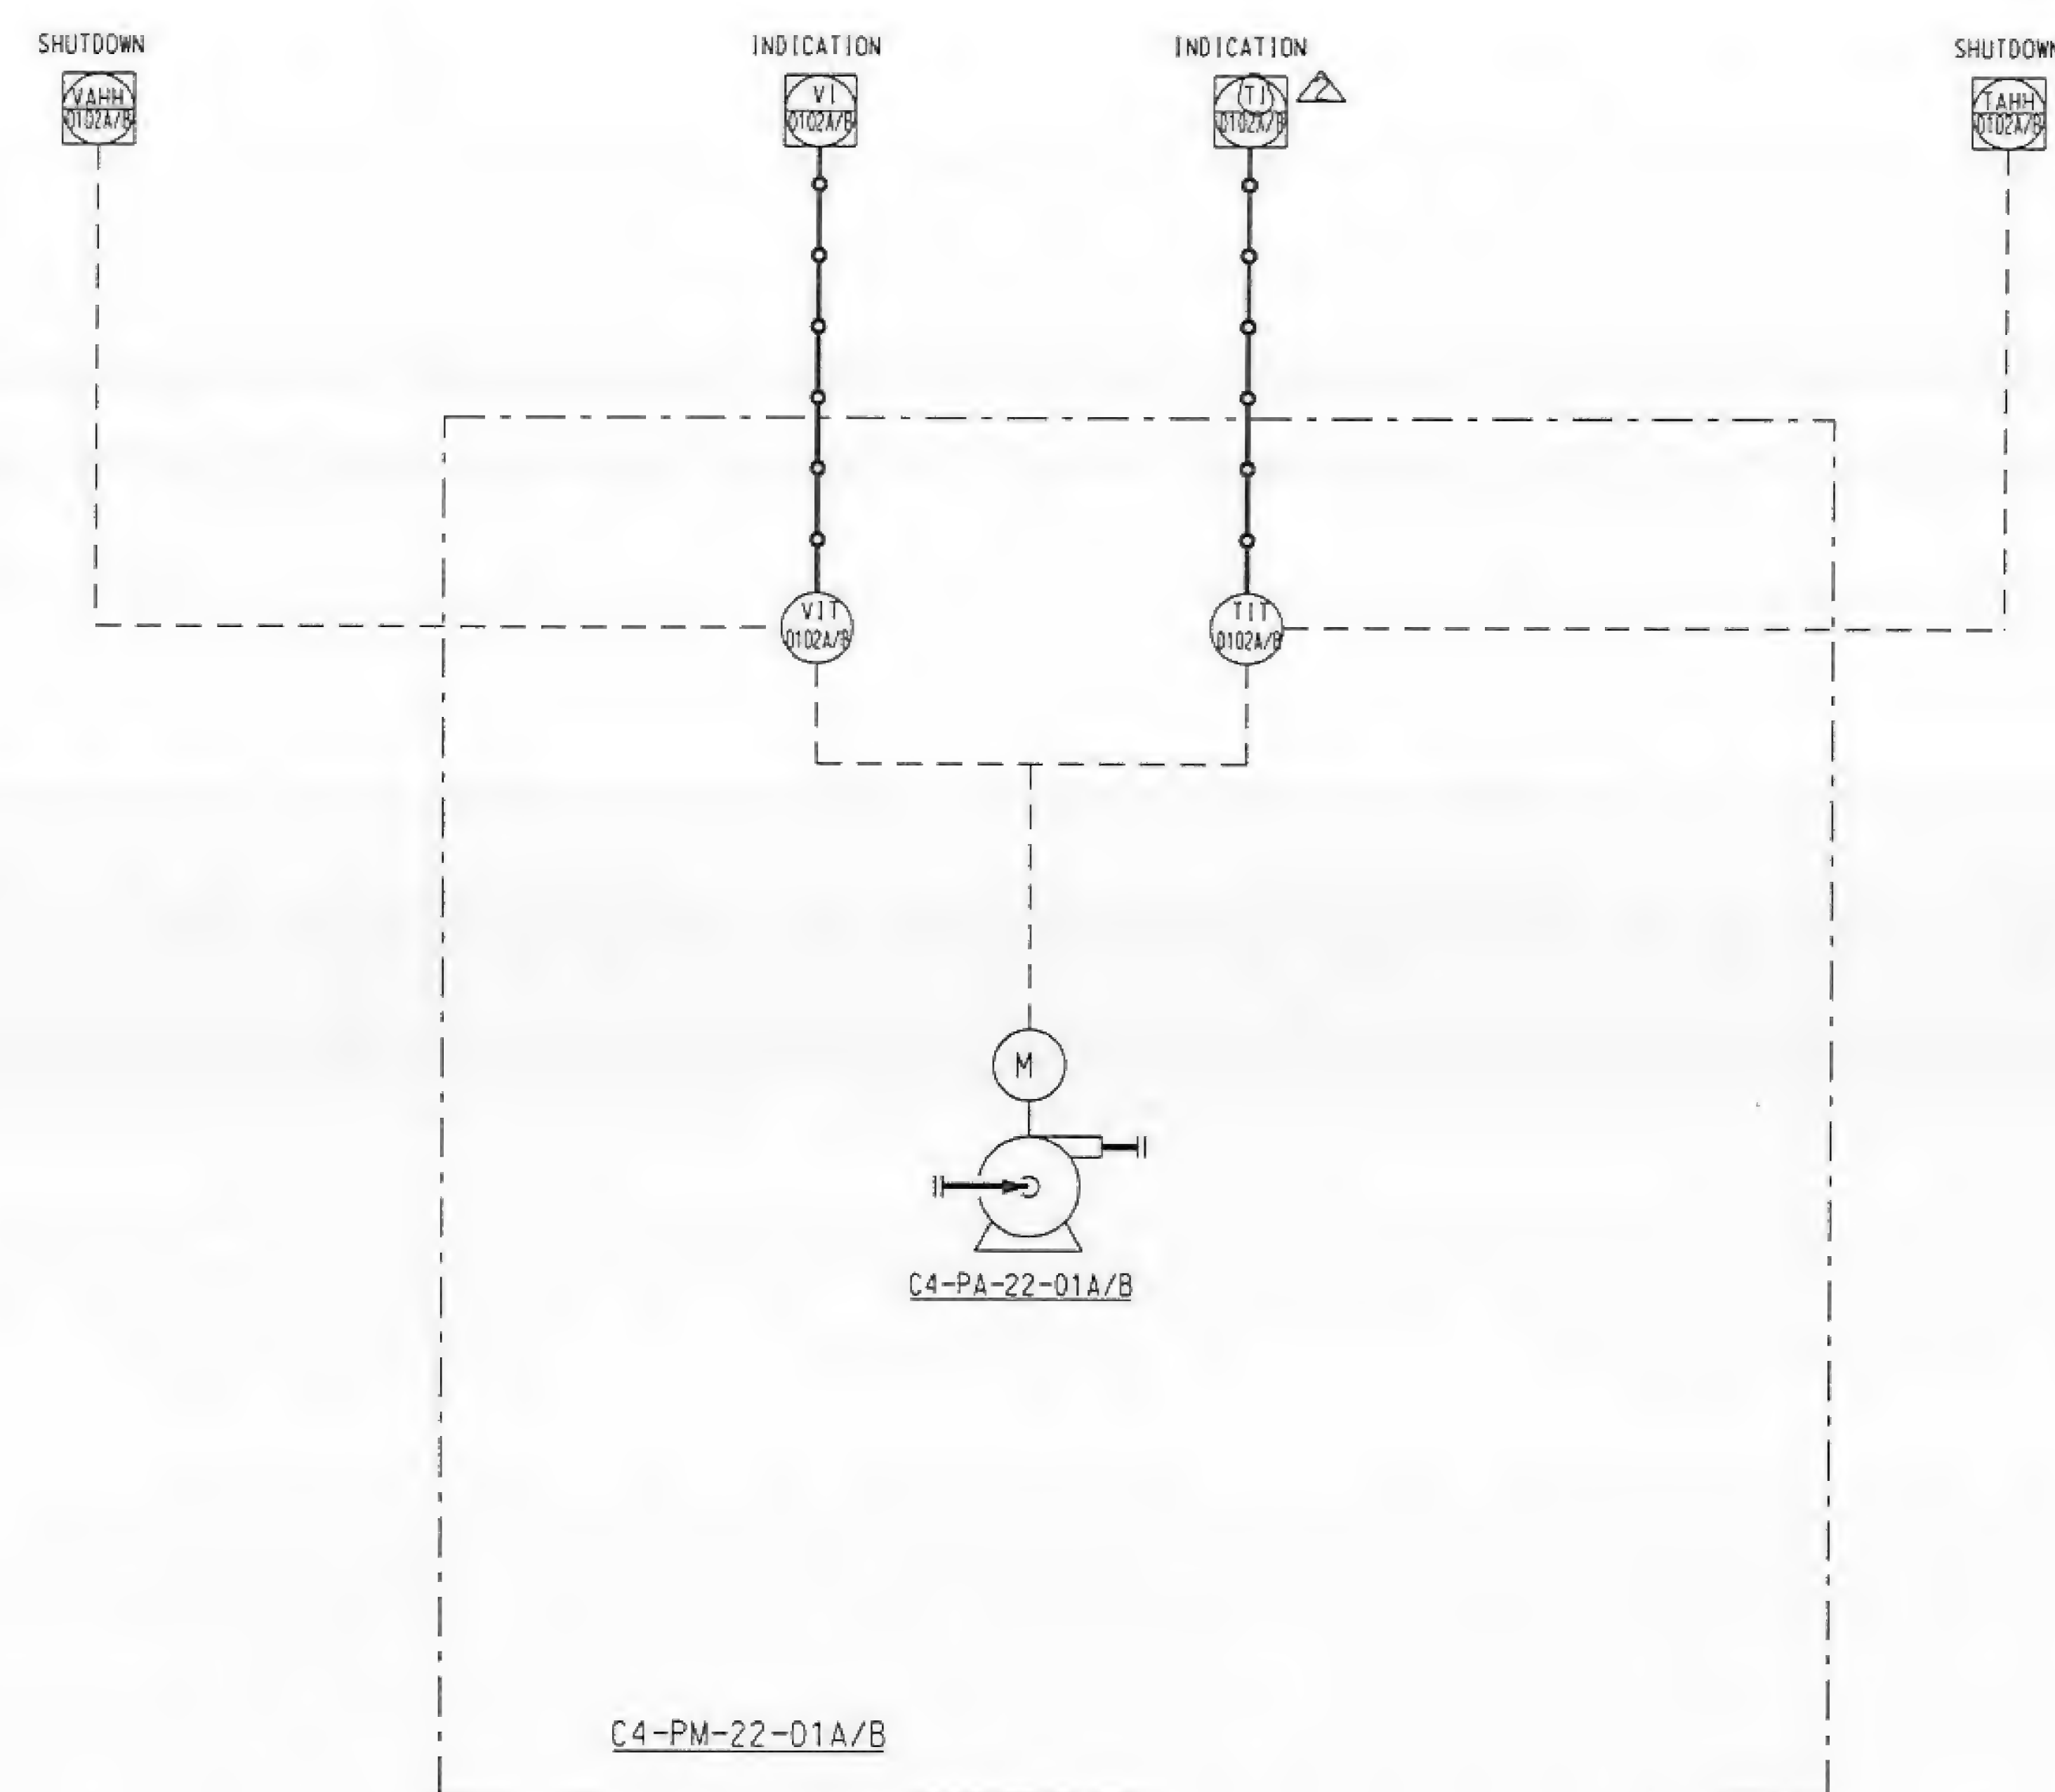 SHUTDOWN
VAHH
0102A/B
INDICATION
VI
0102A/B
INDICATION
TI
0102A/B
2
SHUTDOWN
TAHH
0102A/B
VIT
0102A/B
TIT
0102A/B
M
C4-PA-22-01A/B
C4-PM-22-01A/B